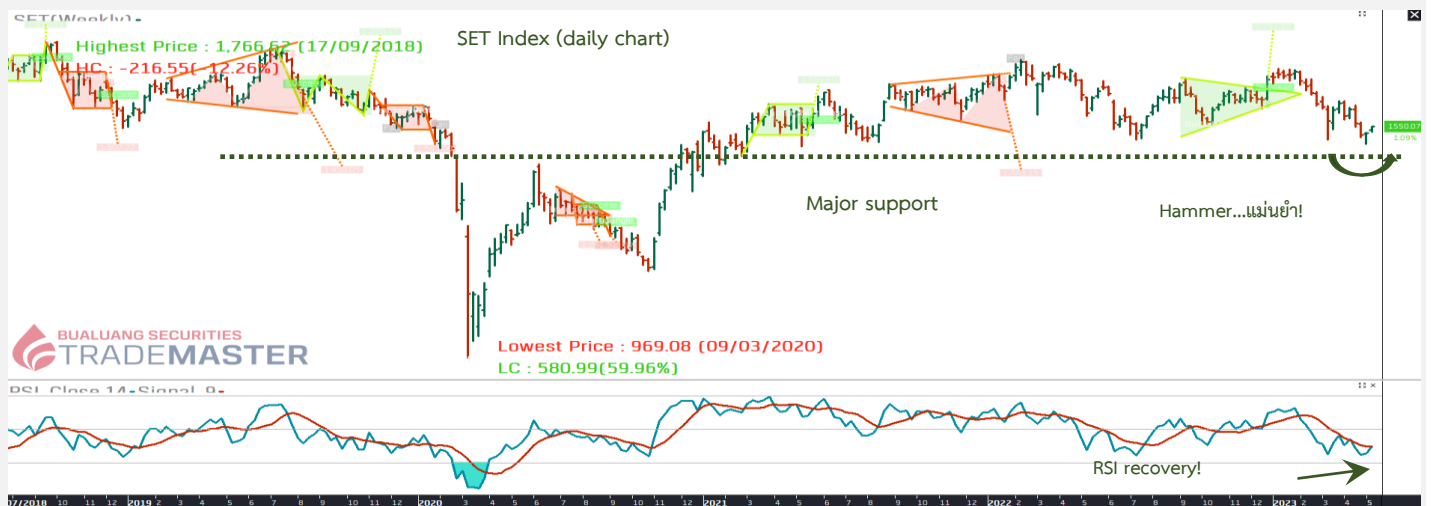 SET(Weekly)
Highest Price : 1,766.62 (17/09/2018)
HC : -216.55(-12.26%)
SET Index (daily chart)
1550.07
1.09%
Major support
Hammer...แม่นยำ!
BUALUANG SECURITIES
TRADEMASTER
Lowest Price : 969.08 (09/03/2020)
LC : 580.99(59.96%)
RSI Close 14 Signal 9
RSI recovery!
07/2018 10 11 12 2019 2 3 4 5 6 7 8 9 10 11 12 2020 2 3 4 5 6 7 8 9 10 11 12 2021 2 3 4 5 6 7 8 9 10 11 12 2022 2 3 4 5 6 7 8 9 10 11 12 2023 2 3 4 5